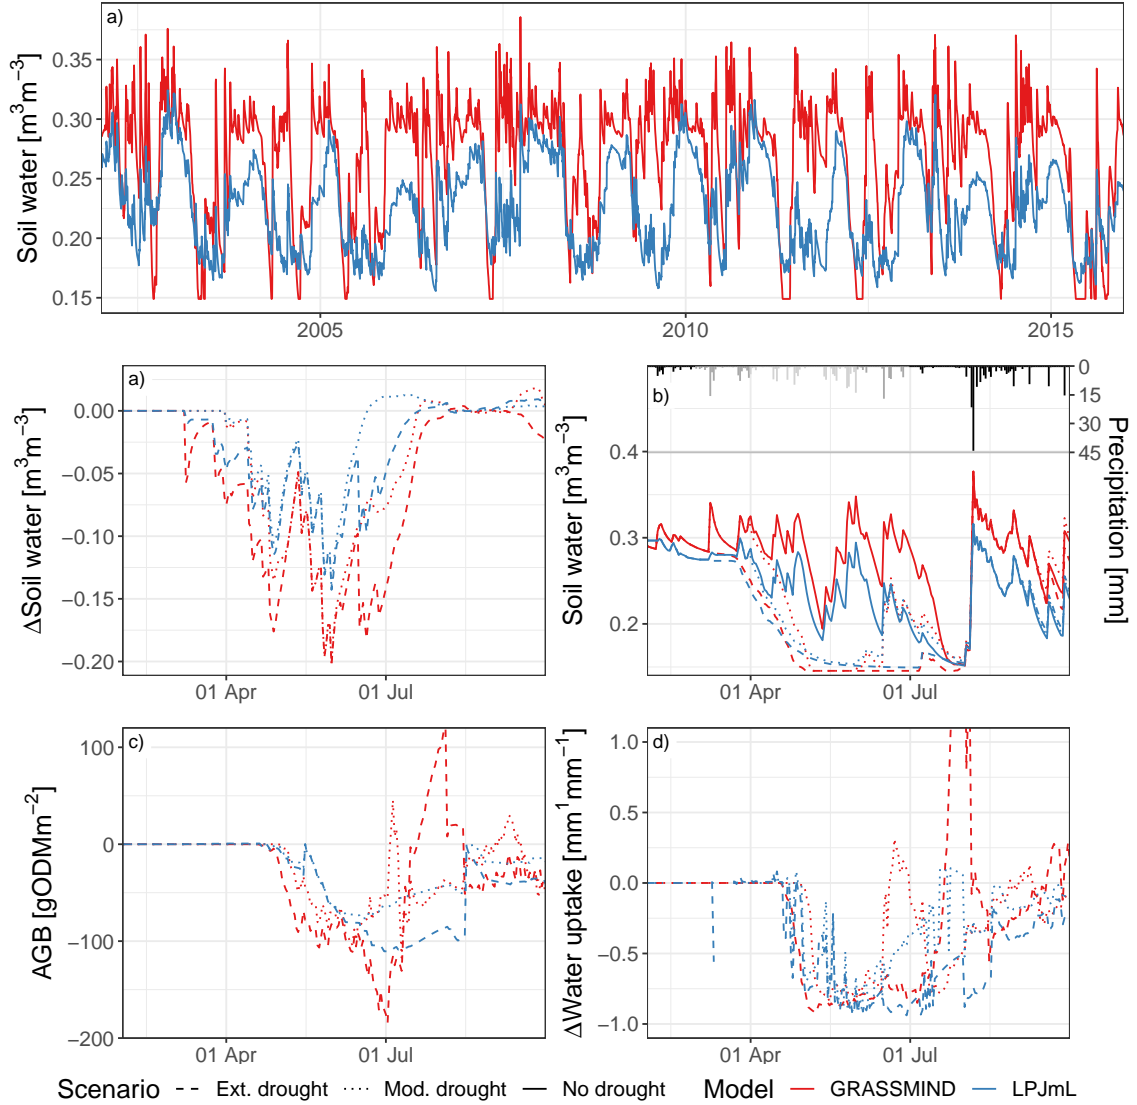 a)
Soil water [m³m⁻³]
0.35
0.30
0.25
0.20
0.15
2005
2010
2015
a)
ΔSoil water [m³m⁻³]
0.00
−0.05
−0.10
−0.15
−0.20
01 Apr
01 Jul
b)
Soil water [m³m⁻³]
0.4
0.3
0.2
0
15
30
45
Precipitation [mm]
01 Apr
01 Jul
c)
AGB [gODMm⁻²]
100
0
−100
−200
01 Apr
01 Jul
d)
ΔWater uptake [mm¹mm⁻¹]
1.0
0.5
0.0
−0.5
−1.0
01 Apr
01 Jul
Scenario Ext. drought Mod. drought No drought Model GRASSMIND LPJmL